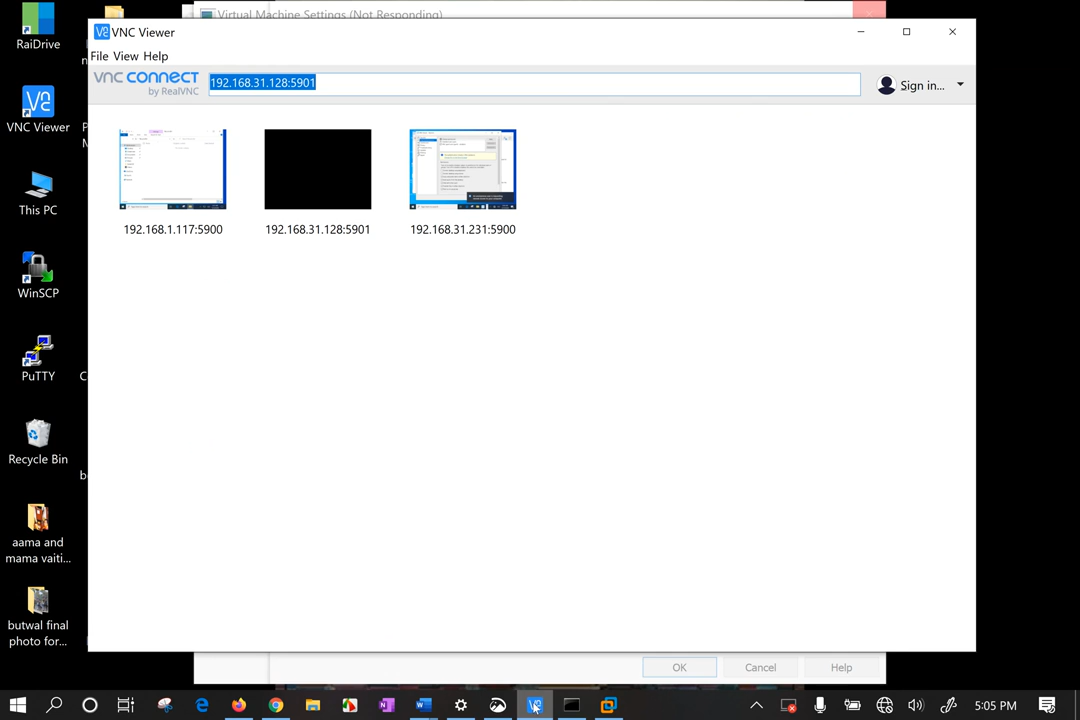 Virtual Machine Settings (Not Responding)
VNC Viewer
File View Help
vnc connect
by RealVNC
192.168.31.128:5901
Sign in...
192.168.1.117:5900
192.168.31.128:5901
192.168.31.231:5900
RaiDrive
VNC Viewer
This PC
WinSCP
PuTTY
Recycle Bin
aama and
mama vaiti...
butwal final
photo for...
OK
Cancel
Help
5:05 PM